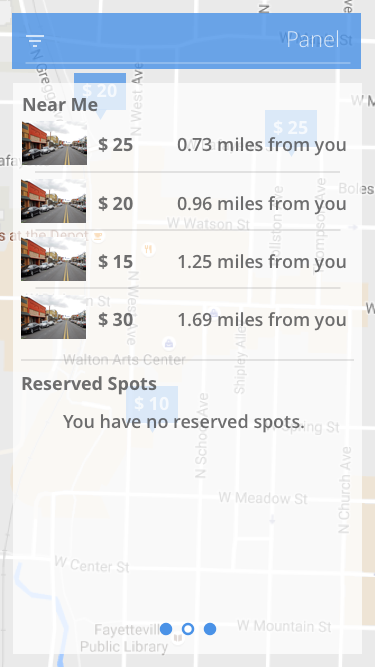 Panel
$ 20
N West Ave
$ 25
Near Me
$ 25 0.73 miles from you
$ 20 0.96 miles from you
W Watson St
s at the Depot
$ 15 1.25 miles from you
$ 30 1.69 miles from you
Walton Arts Center
Shipley Alle
Reserved Spots
$ 10
You have no reserved spots.
Spring St
N School Ave
N Church Ave
W Meadow St
W Center St
Fayetteville
Public Library
W Mountain St